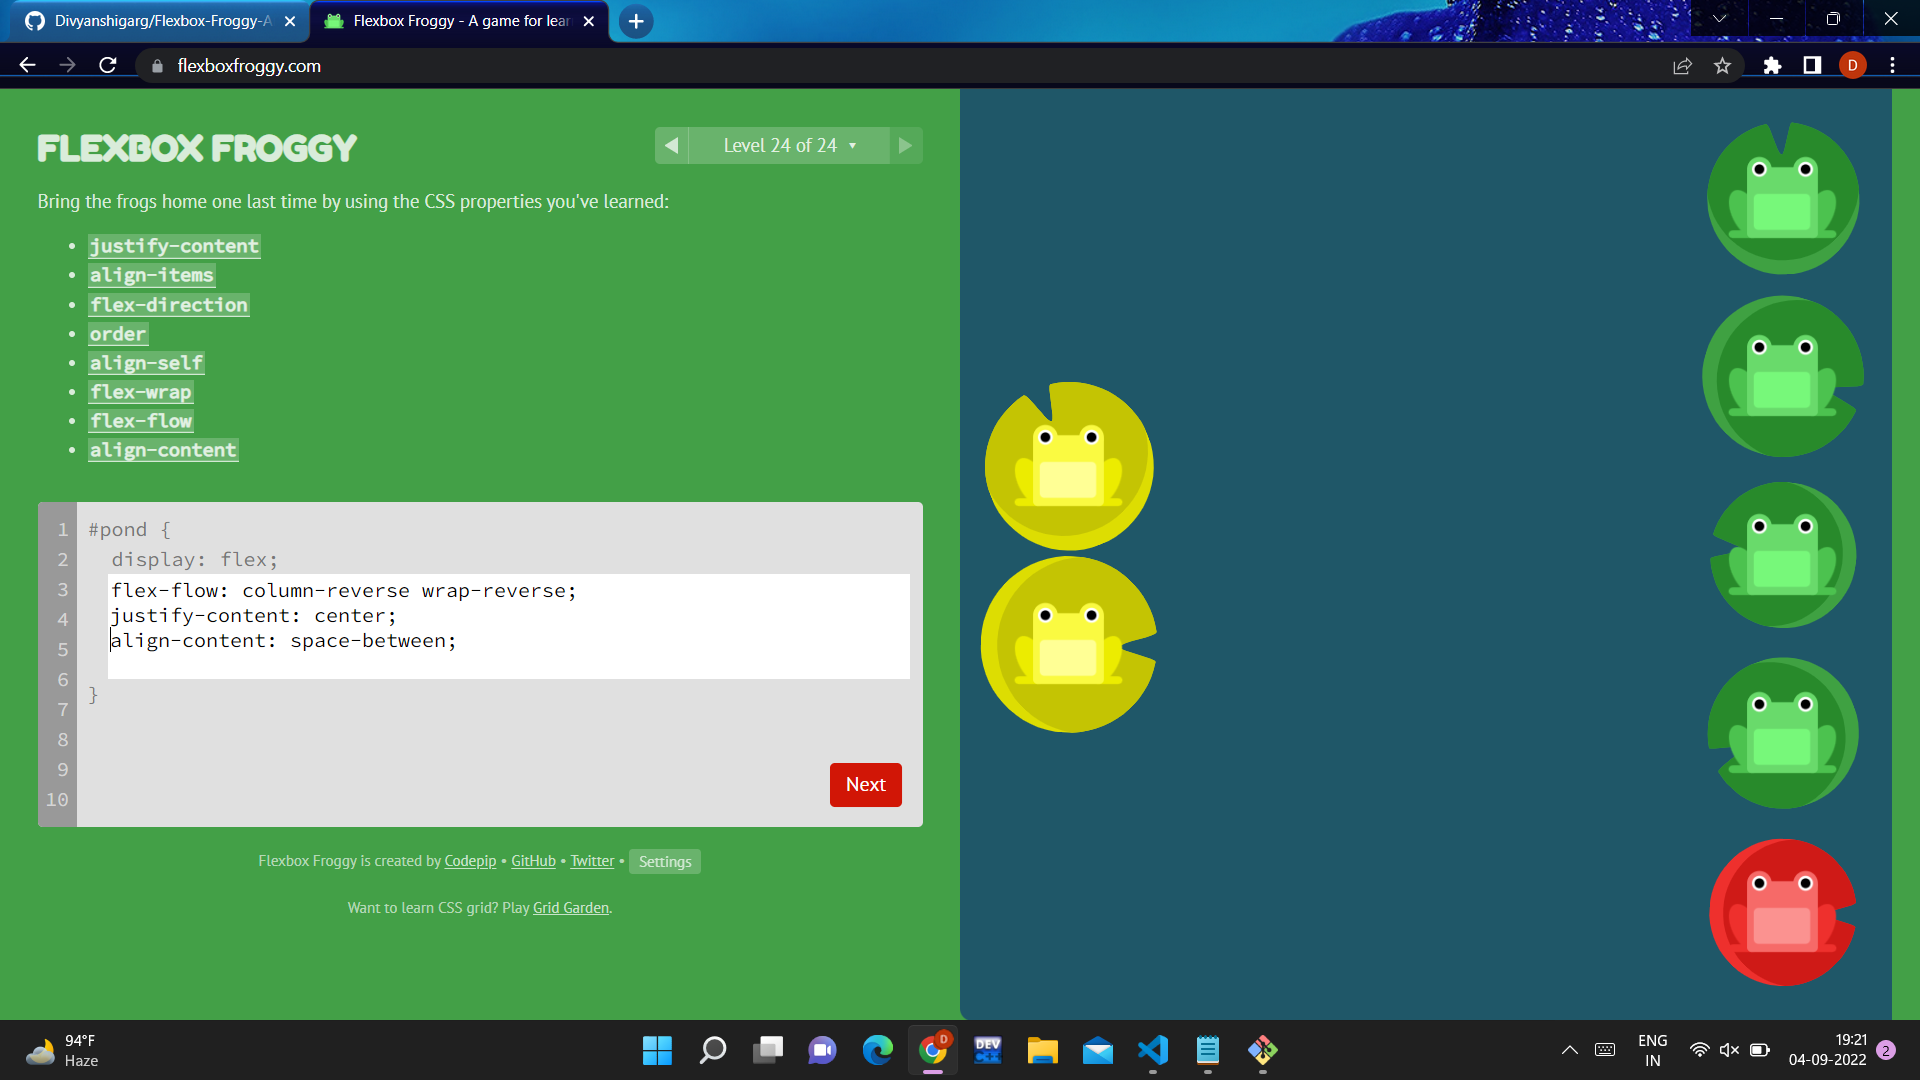 Divyanshigarg/Flexbox-Froggy-A
Flexbox Froggy - A game for lear
flexboxfroggy.com
D
FLEXBOX FROGGY
Level 24 of 24
Bring the frogs home one last time by using the CSS properties you've learned:
• justify-content
• align-items
• flex-direction
• order
• align-self
• flex-wrap
• flex-flow
• align-content
1 #pond {
2 display: flex;
3 flex-flow: column-reverse wrap-reverse;
4 justify-content: center;
5 align-content: space-between;
6
7 }
8
9
10
Next
Flexbox Froggy is created by Codepip • GitHub • Twitter • Settings
Want to learn CSS grid? Play Grid Garden.
94°F
Haze
D
DEV
ENG
IN
19:21
04-09-2022
2